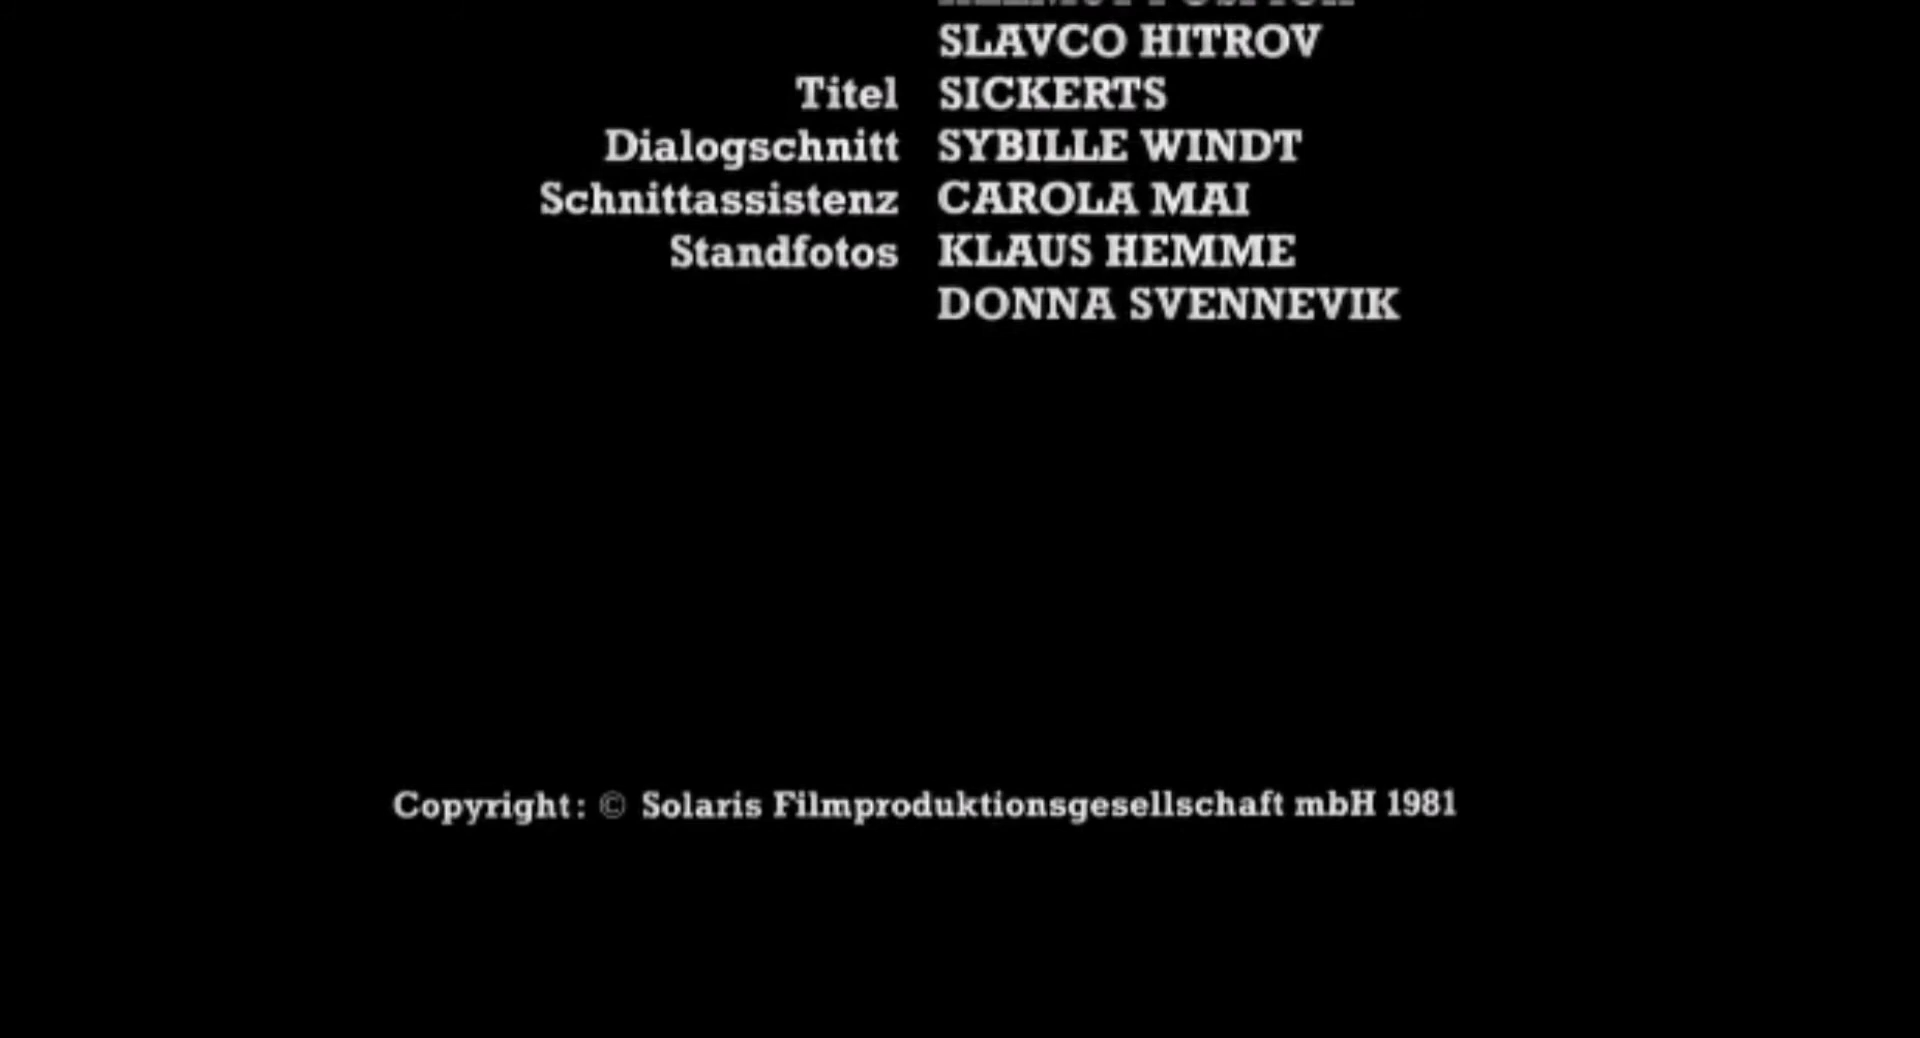 SLAVCO HITROV
Titel SICKERTS
Dialogschnitt SYBILLE WINDT
Schnittassistenz CAROLA MAI
Standfotos KLAUS HEMME
DONNA SVENNEVIK
Copyright: © Solaris Filmproduktionsgesellschaft mbH 1981